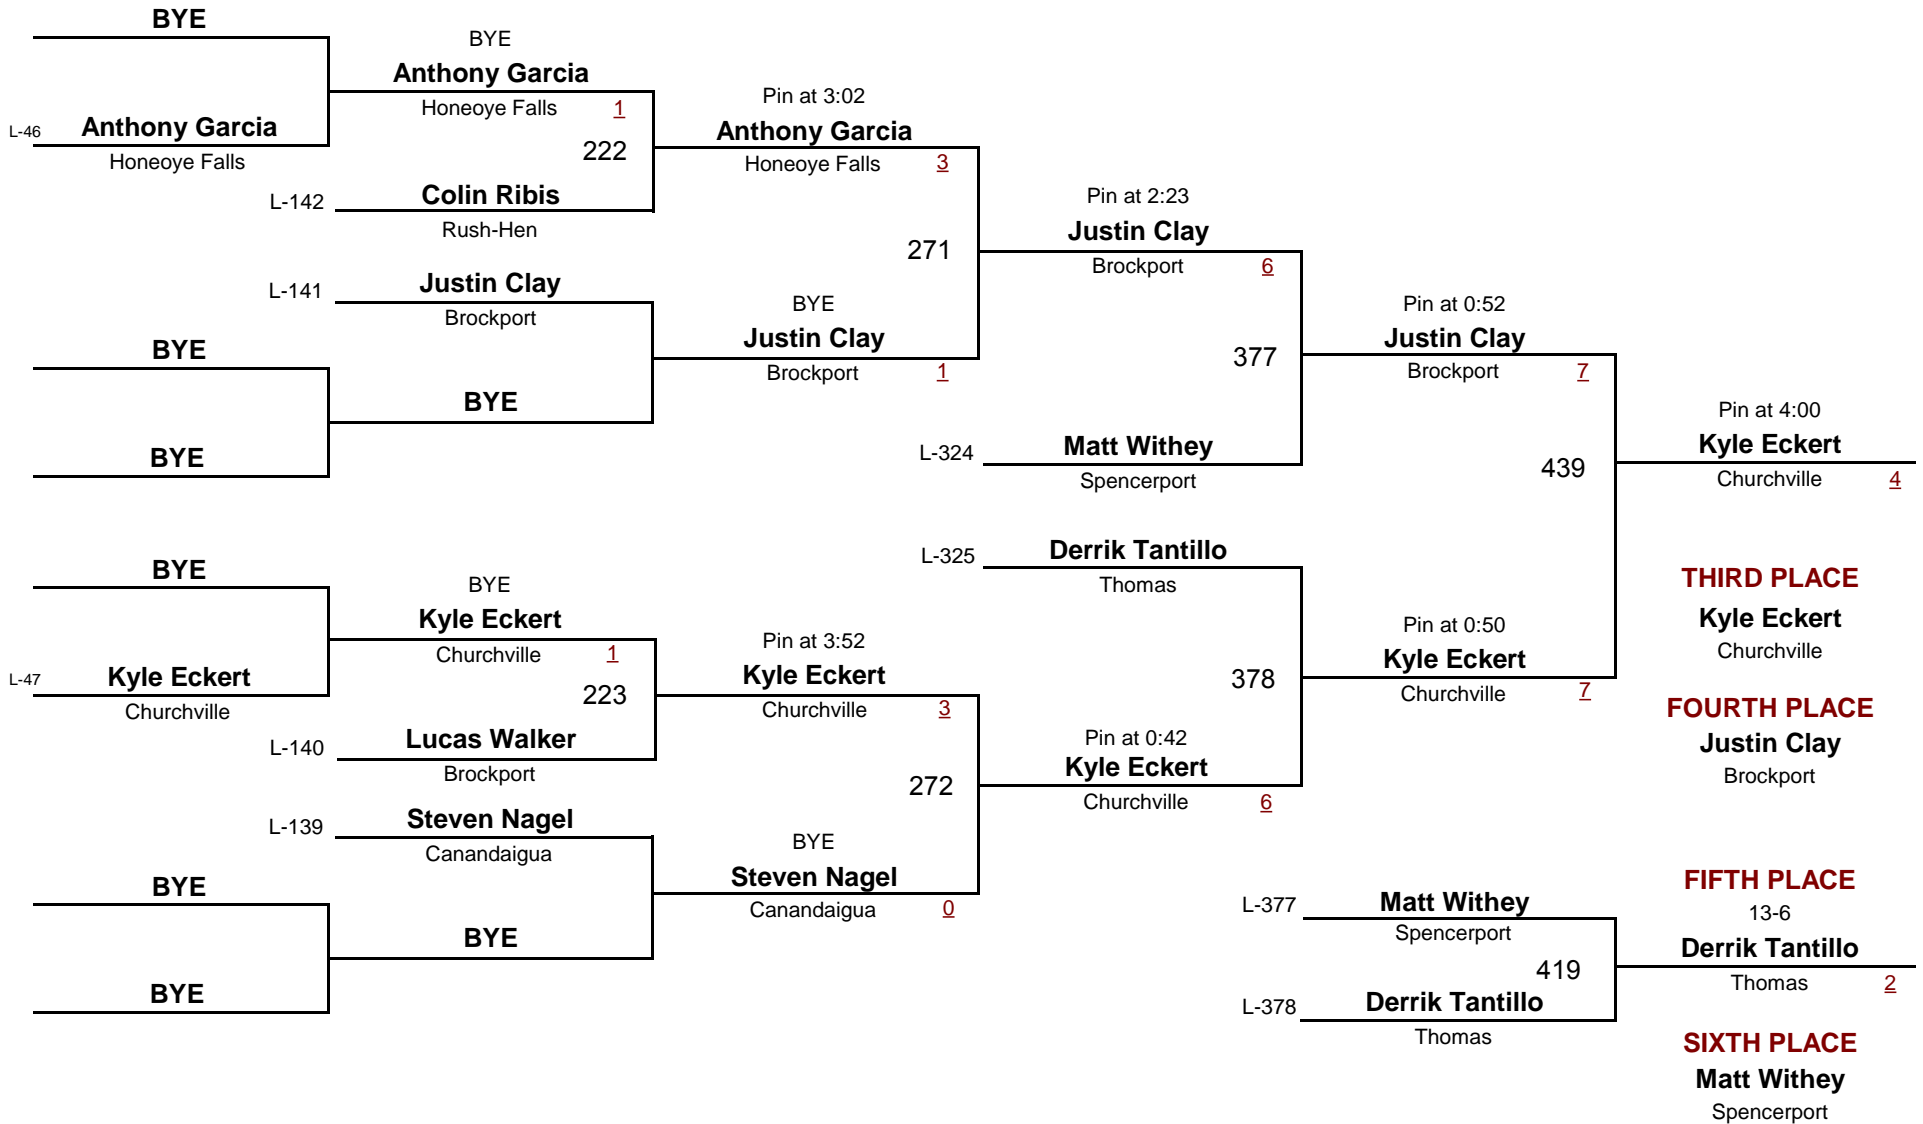 BYE
L-46 Anthony Garcia
Honeoye Falls
BYE
Anthony Garcia
Honeoye Falls 1
222
L-142 Colin Ribis
Rush-Hen
L-141 Justin Clay
Brockport
BYE
BYE
BYE
Pin at 3:02
Anthony Garcia
Honeoye Falls 3
271
BYE
Justin Clay
Brockport 1
Pin at 2:23
Justin Clay
Brockport 6
377
L-324 Matt Withey
Spencerport
Pin at 0:52
Justin Clay
Brockport 7
439
Pin at 4:00
Kyle Eckert
Churchville 4
BYE
L-47 Kyle Eckert
Churchville
BYE
Kyle Eckert
Churchville 1
223
L-140 Lucas Walker
Brockport
L-139 Steven Nagel
Canandaigua
BYE
BYE
BYE
Pin at 3:52
Kyle Eckert
Churchville 3
272
BYE
Steven Nagel
Canandaigua 0
L-325 Derrik Tantillo
Thomas
378
Pin at 0:42
Kyle Eckert
Churchville 6
Pin at 0:50
Kyle Eckert
Churchville 7
THIRD PLACE
Kyle Eckert
Churchville
FOURTH PLACE
Justin Clay
Brockport
L-377 Matt Withey
Spencerport
419
L-378 Derrik Tantillo
Thomas
FIFTH PLACE
13-6
Derrik Tantillo
Thomas 2
SIXTH PLACE
Matt Withey
Spencerport